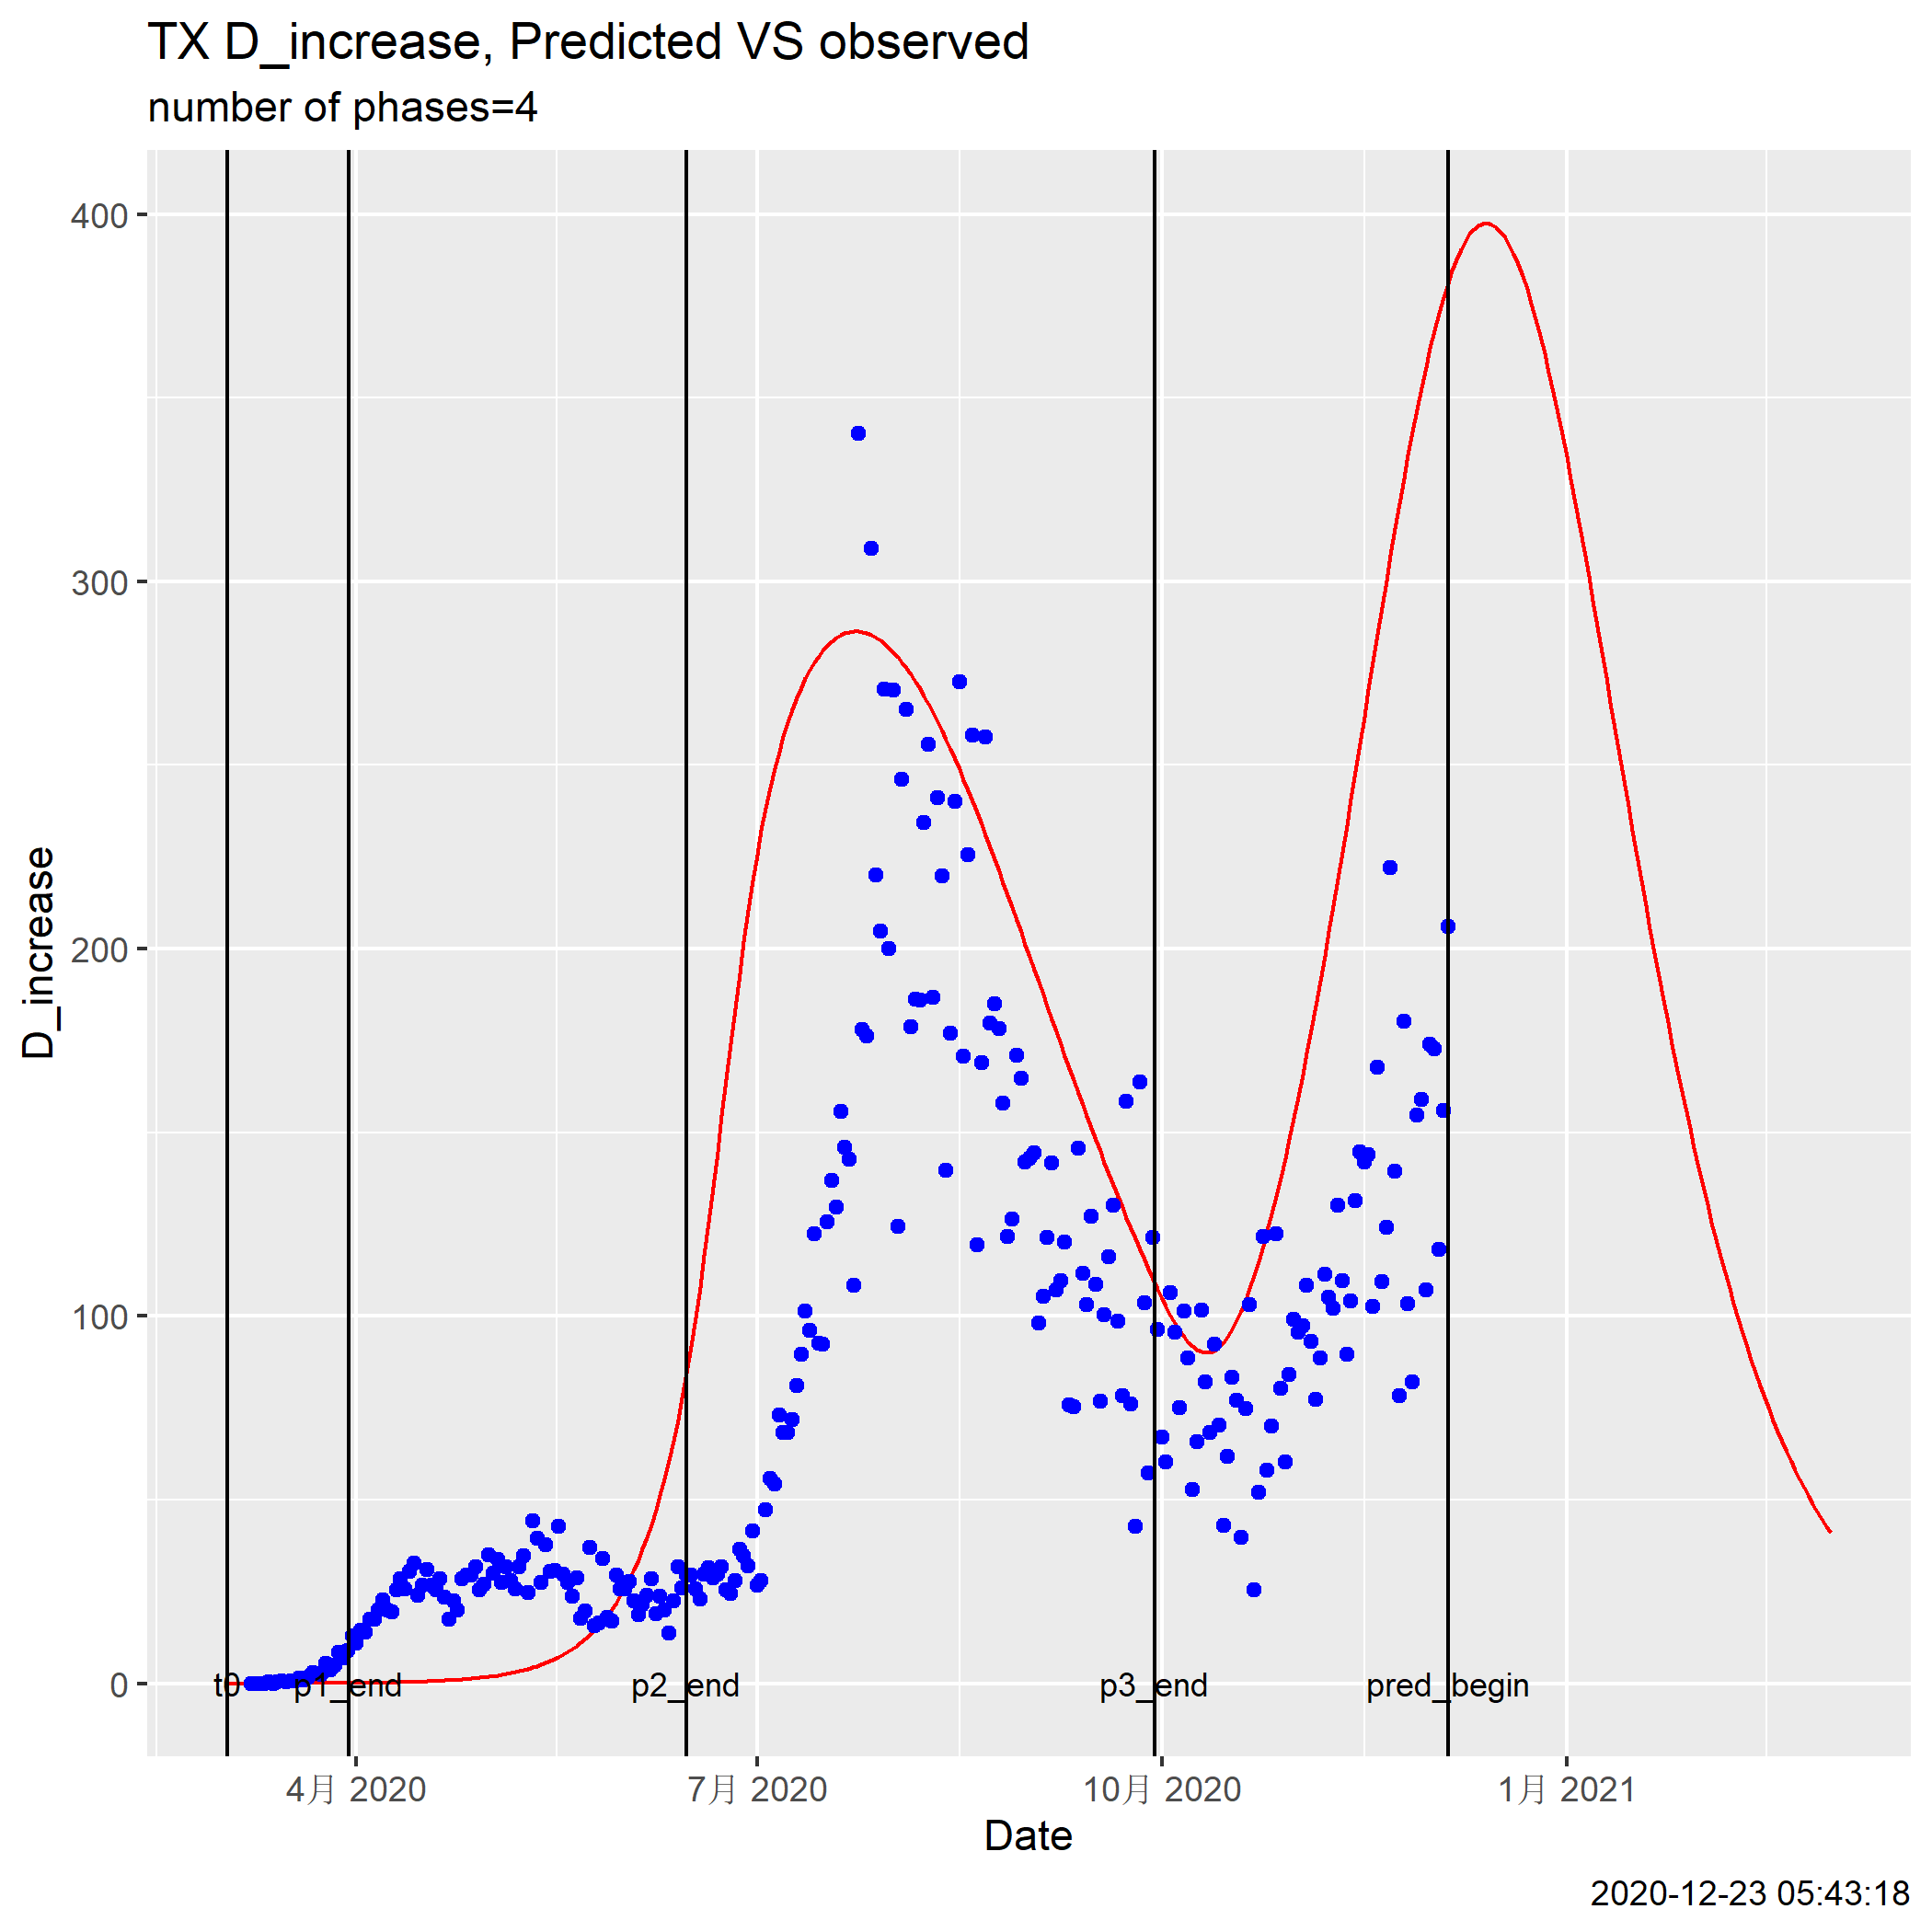 TX D_increase, Predicted VS observed
number of phases=4
400
300
200
100
0
D_increase
t0
p1_end
p2_end
p3_end
pred_begin
4月 2020
7月 2020
10月 2020
1月 2021
Date
2020-12-23 05:43:18